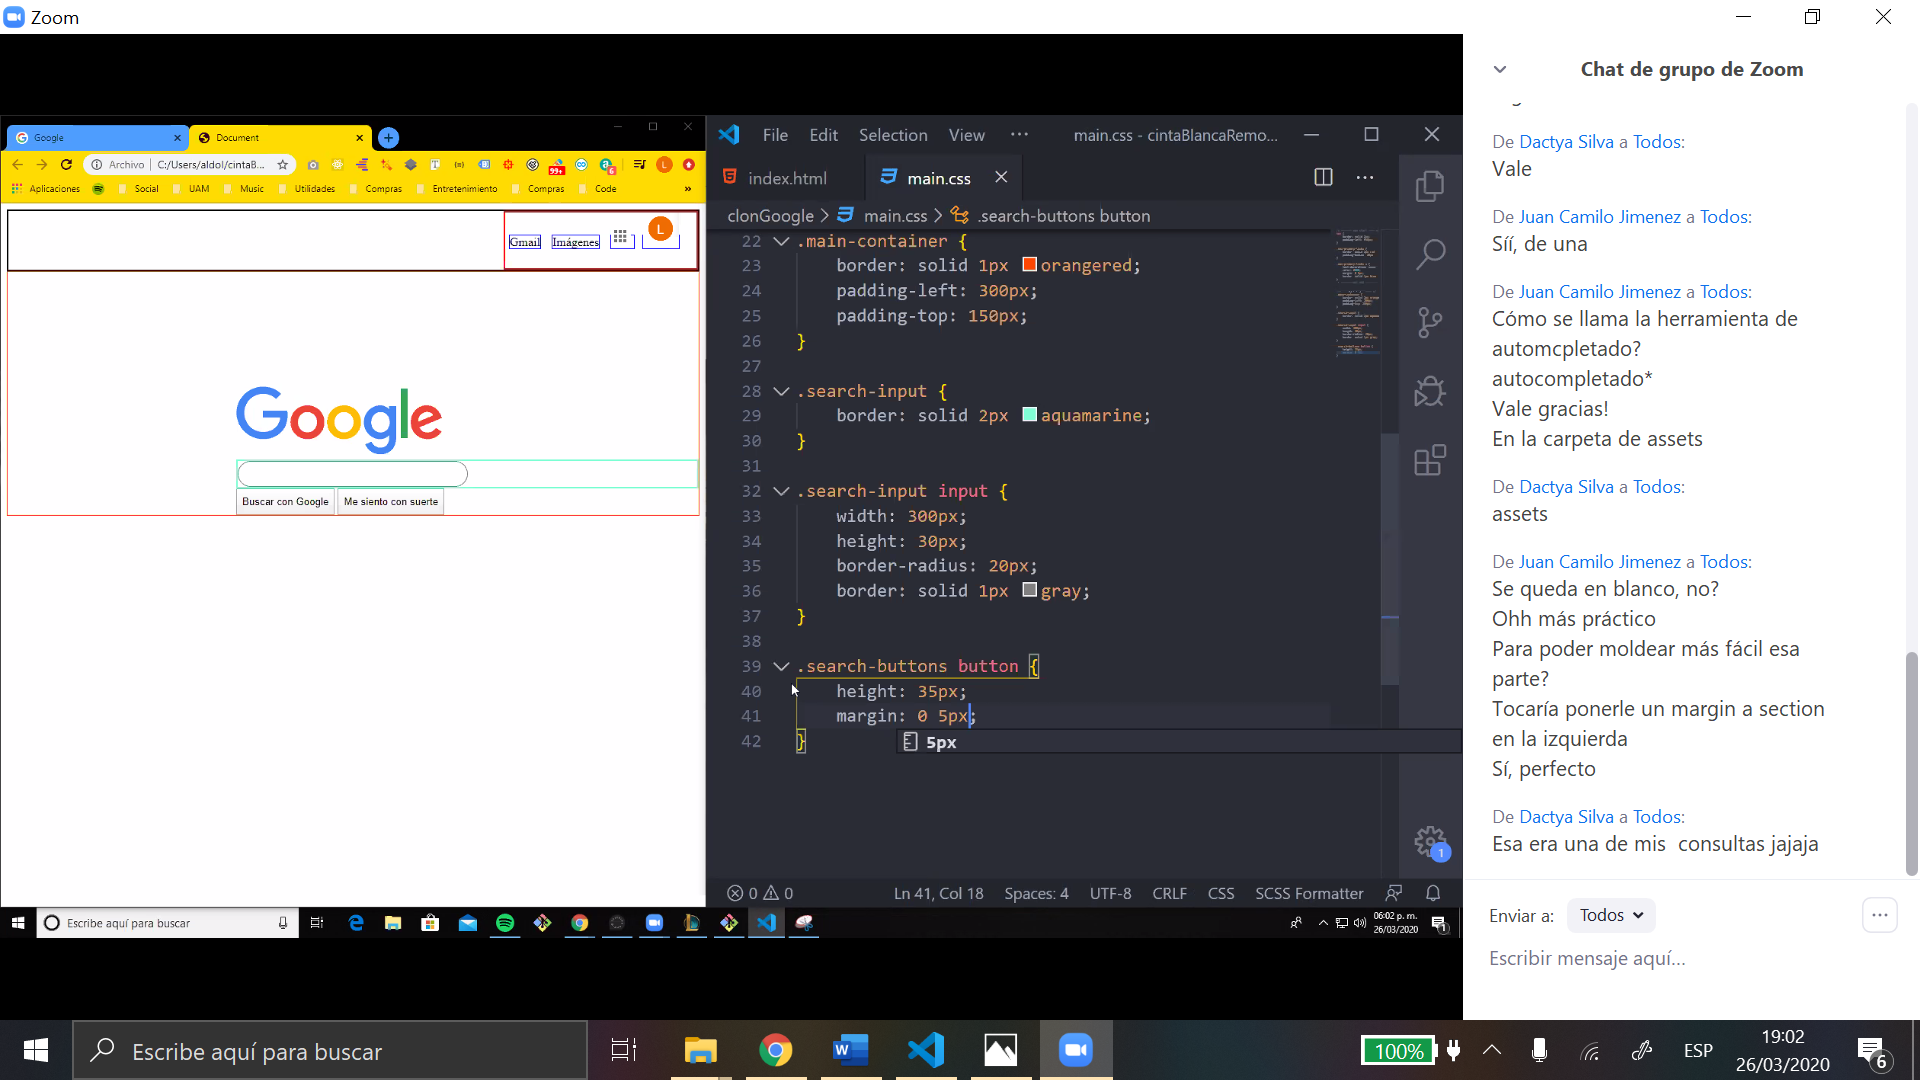 Zoom
Google
Document
Archivo
C:/Users/aldol/cintaB...
99+
6
L
Aplicaciones
Social
UAM
Music
Utilidades
Compras
Entretenimiento
Compras
Code
»
Gmail
Imágenes
L
Google
Buscar con Google
Me siento con suerte
File Edit Selection View ···
main.css - cintaBlancaRemo...
index.html
main.css
clonGoogle > main.css > .search-buttons button
22 .main-container {
23 border: solid 1px orangered;
24 padding-left: 300px;
25 padding-top: 150px;
26 }
27
28 .search-input {
29 border: solid 2px aquamarine;
30 }
31
32 .search-input input {
33 width: 300px;
34 height: 30px;
35 border-radius: 20px;
36 border: solid 1px gray;
37 }
38
39 .search-buttons button {
40 height: 35px;
41 margin: 0 5px;
42 }
5px
1
0 0
Ln 41, Col 18
Spaces: 4
UTF-8
CRLF
CSS
SCSS Formatter
Escribe aquí para buscar
06:02 p. m.
26/03/2020
1
Chat de grupo de Zoom
De Dactya Silva a Todos:
Vale
De Juan Camilo Jimenez a Todos:
Síí, de una
De Juan Camilo Jimenez a Todos:
Cómo se llama la herramienta de
automcpletado?
autocompletado*
Vale gracias!
En la carpeta de assets
De Dactya Silva a Todos:
assets
De Juan Camilo Jimenez a Todos:
Se queda en blanco, no?
Ohh más práctico
Para poder moldear más fácil esa
parte?
Tocaría ponerle un margin a section
en la izquierda
Sí, perfecto
De Dactya Silva a Todos:
Esa era una de mis consultas jajaja
Enviar a: Todos
Escribir mensaje aquí...
Escribe aquí para buscar
100%
ESP
19:02
26/03/2020
6